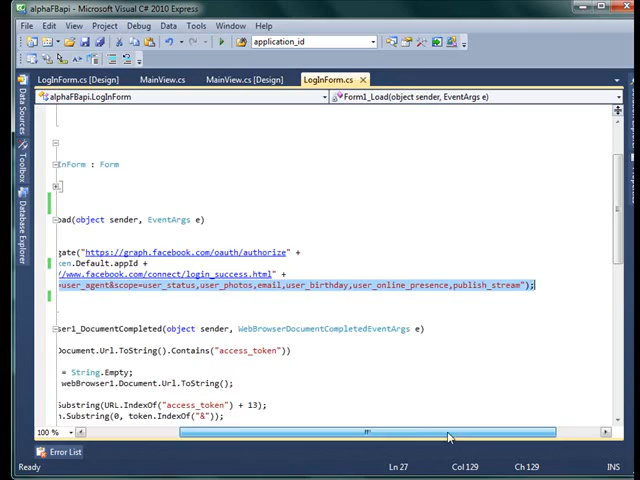 alphaFBapi - Microsoft Visual C# 2010 Express
File Edit View Project Debug Data Tools Window Help
application_id
LogInForm.cs [Design] MainView.cs MainView.cs [Design] LogInForm.cs
alphaFBapi.LogInForm Form1_Load(object sender, EventArgs e)
Data Sources
Toolbox
Database Explorer
InForm : Form
oad(object sender, EventArgs e)
gate("https://graph.facebook.com/oauth/authorize" +
cen.Default.appId +
//www.facebook.com/connect/login_success.html" +
=user_agent&scope=user_status,user_photos,email,user_birthday,user_online_presence,publish_stream");
ser1_DocumentCompleted(object sender, WebBrowserDocumentCompletedEventArgs e)
Document.Url.ToString().Contains("access_token"))
= String.Empty;
webBrowser1.Document.Url.ToString();
Substring(URL.IndexOf("access_token") + 13);
n.Substring(0, token.IndexOf("&"));
100 %
Error List
Ready Ln 27 Col 129 Ch 129